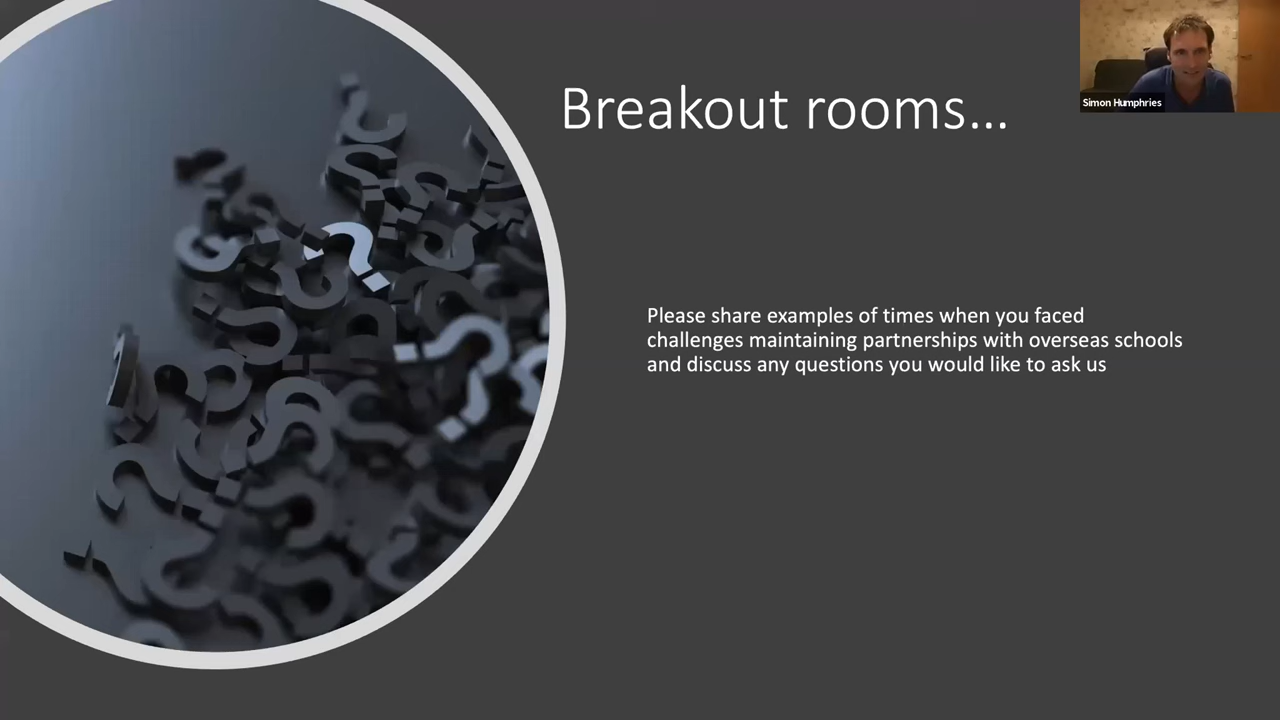 Breakout rooms...
Simon Humphries
Please share examples of times when you faced
challenges maintaining partnerships with overseas schools
and discuss any questions you would like to ask us